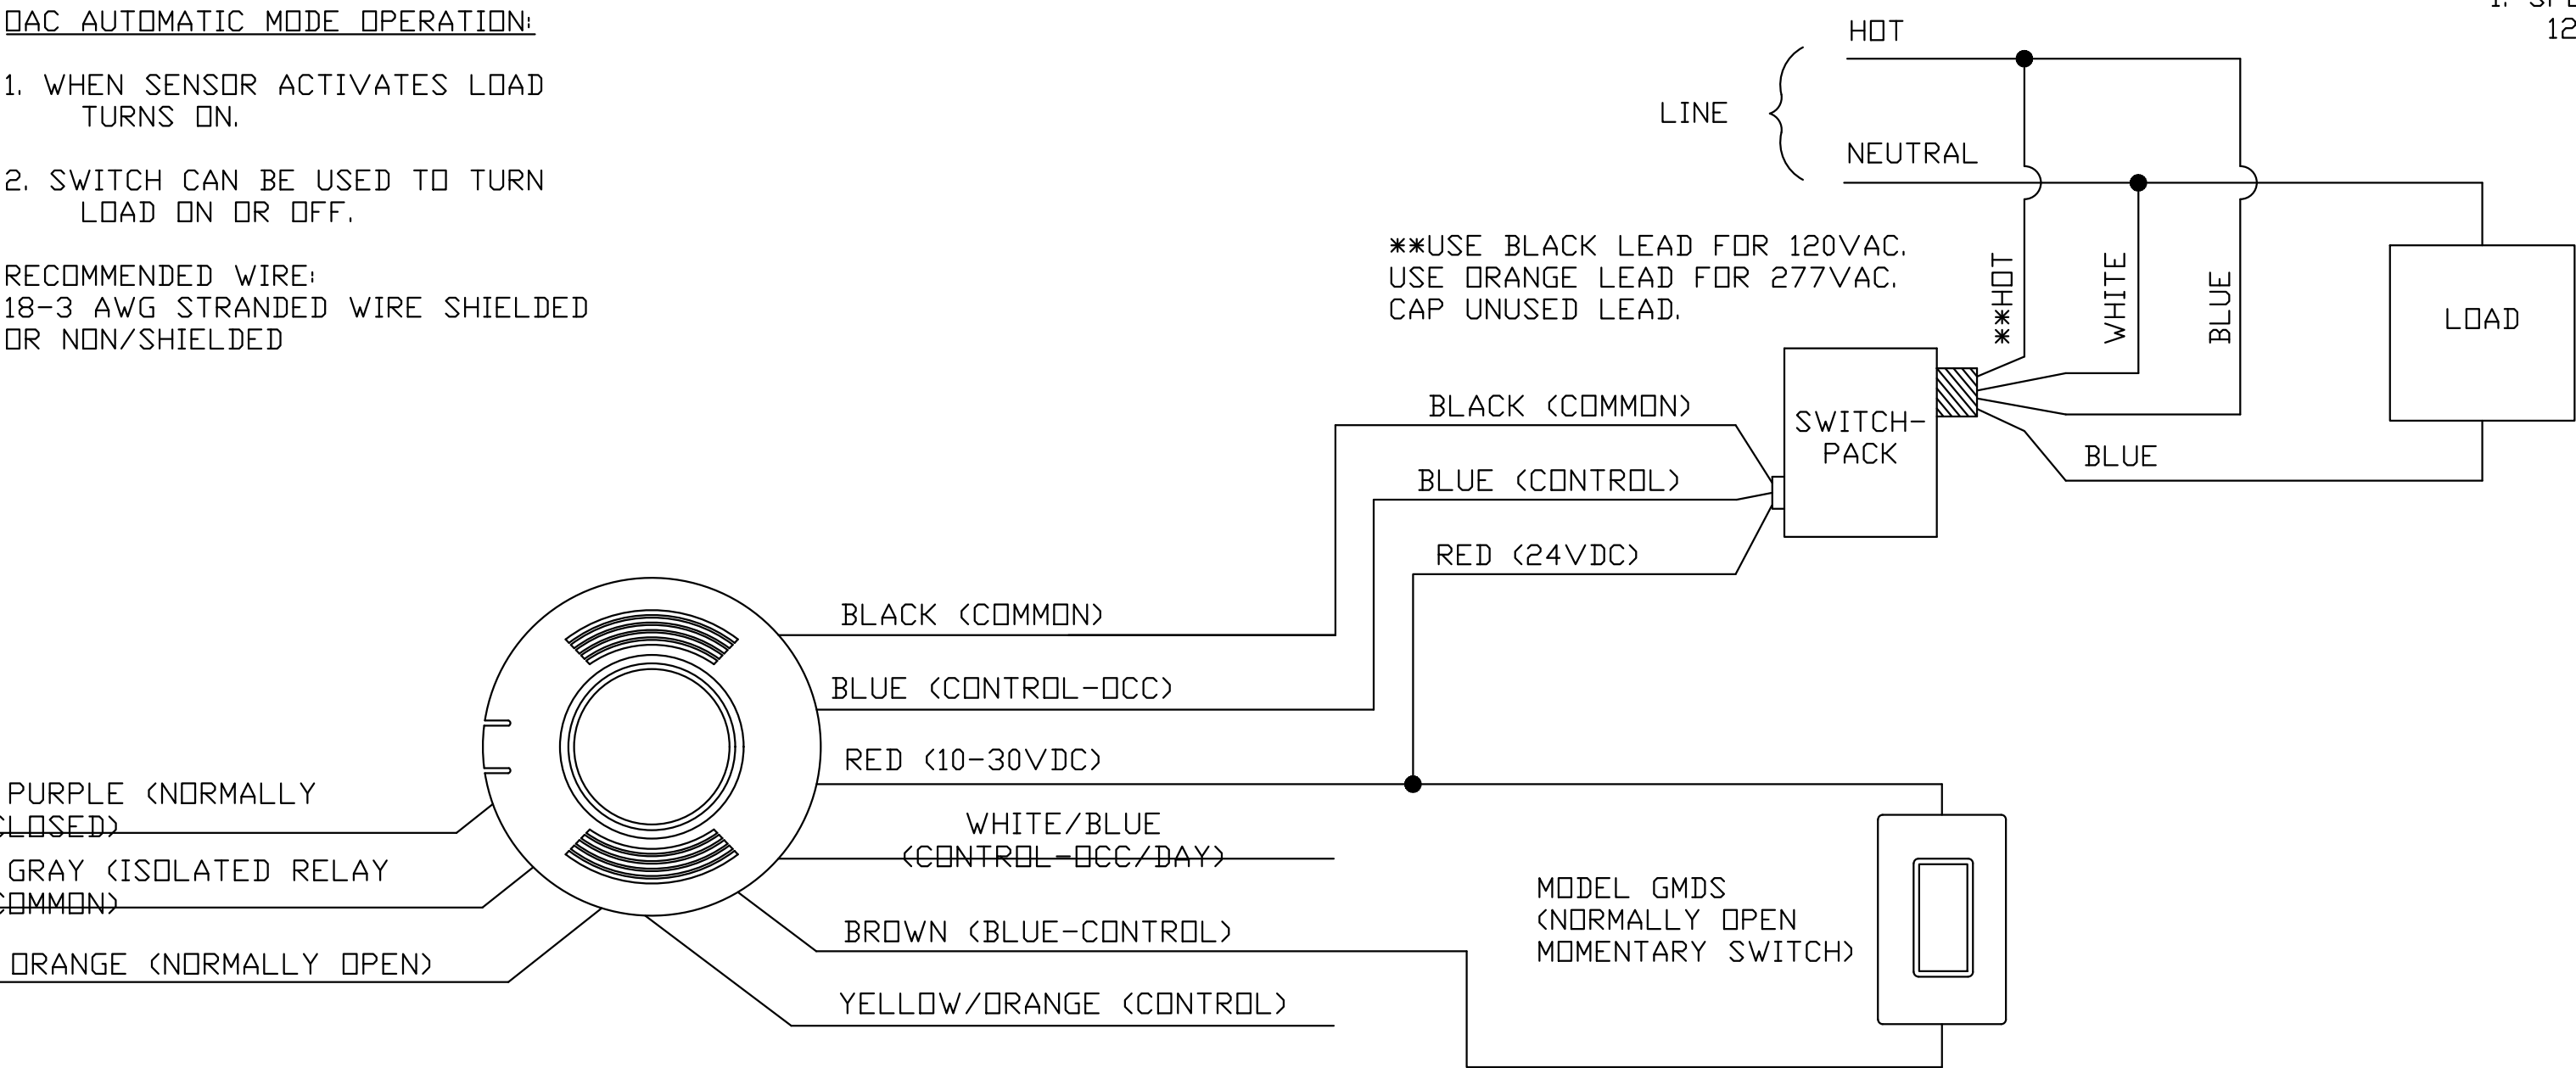 OAC AUTOMATIC MODE OPERATION:
1. WHEN SENSOR ACTIVATES LOAD
TURNS ON.
2. SWITCH CAN BE USED TO TURN
LOAD ON OR OFF.
RECOMMENDED WIRE:
18-3 AWG STRANDED WIRE SHIELDED
OR NON/SHIELDED
12
HOT
LINE
NEUTRAL
**USE BLACK LEAD FOR 120VAC.
USE ORANGE LEAD FOR 277VAC.
CAP UNUSED LEAD.
**HOT
WHITE
BLUE
LOAD
SWITCH-
PACK
BLUE
BLACK (COMMON)
BLUE (CONTROL)
RED (24VDC)
BLACK (COMMON)
BLUE (CONTROL-OCC)
RED (10-30VDC)
WHITE/BLUE
(CONTROL-OCC/DAY)
BROWN (BLUE-CONTROL)
YELLOW/ORANGE (CONTROL)
PURPLE (NORMALLY
CLOSED)
GRAY (ISOLATED RELAY
COMMON)
ORANGE (NORMALLY OPEN)
MODEL GMDS
(NORMALLY OPEN
MOMENTARY SWITCH)